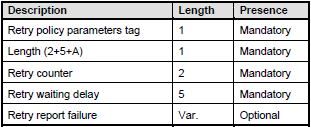 Description Length Presence
Retry policy parameters tag 1 Mandatory
Length (2+5+A) 1 Mandatory
Retry counter 2 Mandatory
Retry waiting delay 5 Mandatory
Retry report failure Var. Optional